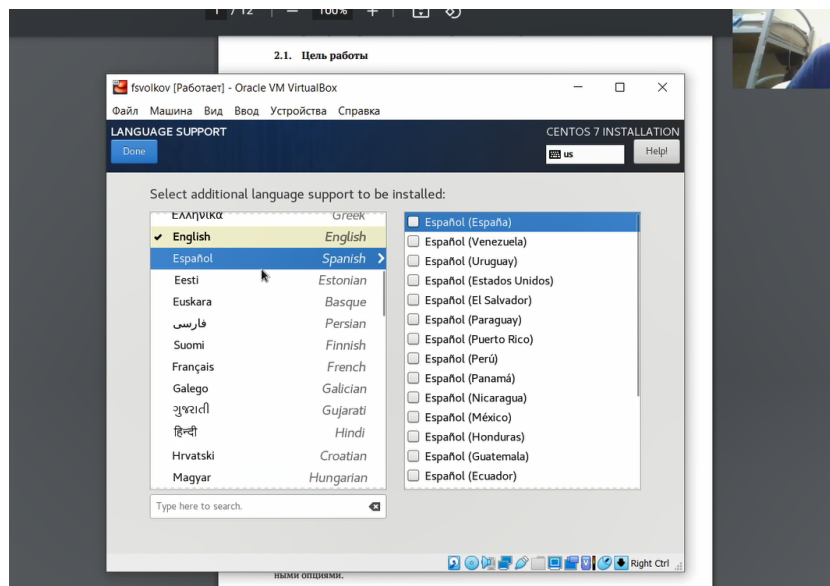 1 / 12 | — 100% +
2.1. Цель работы
fsvolkov [Работает] - Oracle VM VirtualBox
Файл Машина Вид Ввод Устройства Справка
LANGUAGE SUPPORT
CENTOS 7 INSTALLATION
Done
us
Help!
Select additional language support to be installed:
Ελληνικά Greek
English English
Español Spanish
Eesti Estonian
Euskara Basque
فارسی Persian
Suomi Finnish
Français French
Galego Galician
ગુજરાતી Gujarati
हिन्दी Hindi
Hrvatski Croatian
Magyar Hungarian
Español (España)
Español (Venezuela)
Español (Uruguay)
Español (Estados Unidos)
Español (El Salvador)
Español (Paraguay)
Español (Puerto Rico)
Español (Perú)
Español (Panamá)
Español (Nicaragua)
Español (México)
Español (Honduras)
Español (Guatemala)
Español (Ecuador)
Type here to search.
Right Ctrl
ными опциями.